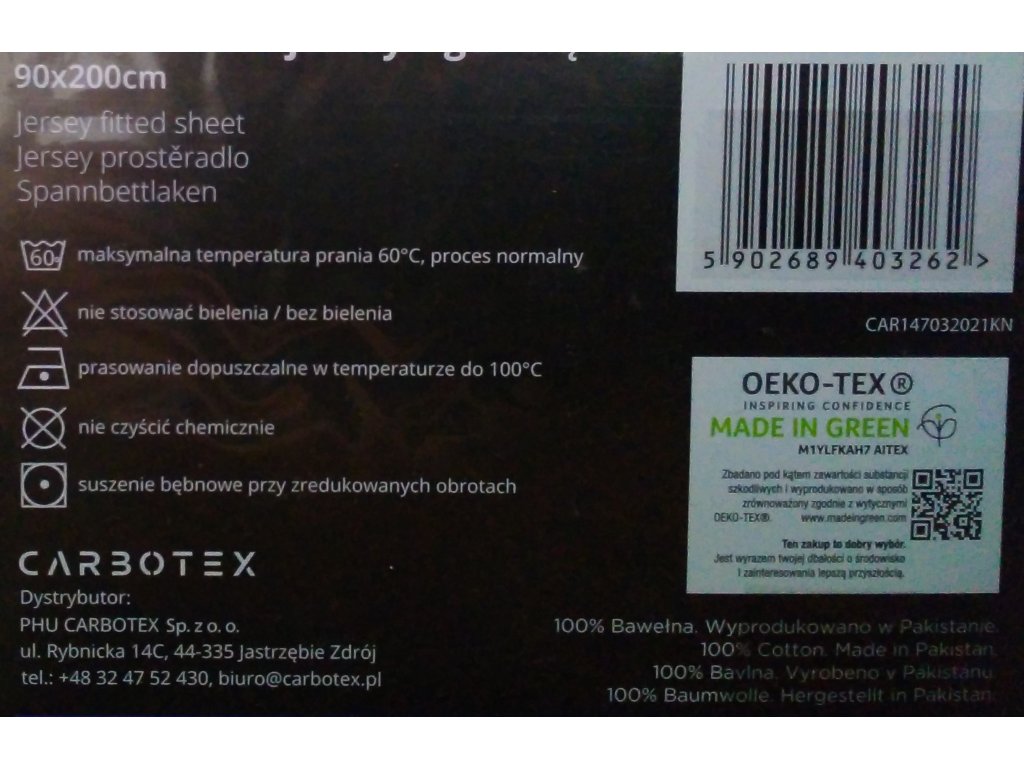 90x200cm
Jersey fitted sheet
Jersey prostěradlo
Spannbettlaken
60
maksymalna temperatura prania 60°C, proces normalny
nie stosować bielenia / bez bielenia
prasowanie dopuszczalne w temperaturze do 100°C
nie czyścić chemicznie
suszenie bębnowe przy zredukowanych obrotach
CARBOTEX
Dystrybutor:
PHU CARBOTEX Sp. z o. o.
ul. Rybnicka 14C, 44-335 Jastrzębie Zdrój
tel.: +48 32 47 52 430, biuro@carbotex.pl
5 902689 403262 >
CAR147032021KN
OEKO-TEX®
INSPIRING CONFIDENCE
MADE IN GREEN
M1YLFKAH7 AITEX
Zbadano pod kątem zawartości substancji
szkodliwych i wyprodukowano w sposób
zrównoważony zgodnie z wytycznymi
OEKO-TEX®. www.madeingreen.com
Ten zakup to dobry wybór.
Jest wyrazem twojej dbałości o środowisko
i zainteresowania lepszą przyszłością.
100% Bawełna. Wyprodukowano w Pakistanie.
100% Cotton. Made in Pakistan.
100% Bavlna. Vyrobeno v Pakistánu.
100% Baumwolle. Hergestellt in Pakistan.